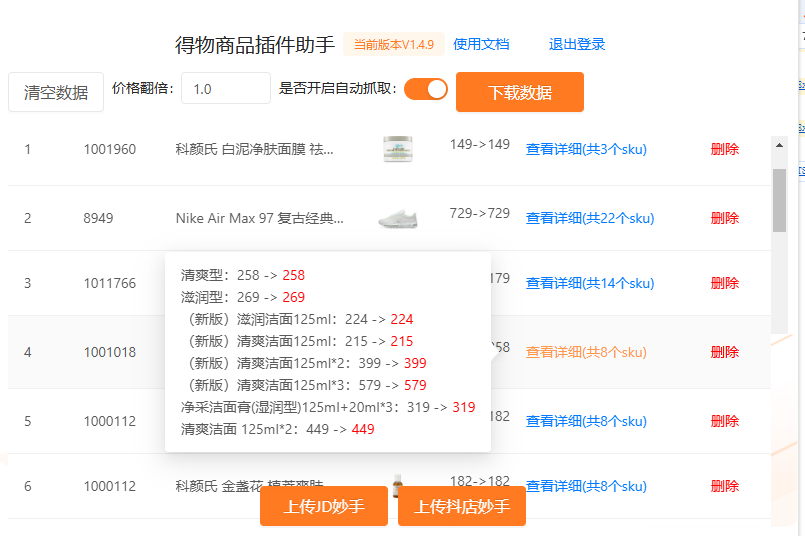 得物商品插件助手 当前版本V1.4.9 使用文档 退出登录
清空数据 价格翻倍： 1.0 是否开启自动抓取： 下载数据
1 1001960 科颜氏 白泥净肤面膜 祛... 149->149 查看详细(共3个sku) 删除
2 8949 Nike Air Max 97 复古经典... 729->729 查看详细(共22个sku) 删除
3 1011766 179 查看详细(共14个sku) 删除
4 1001018 258 查看详细(共8个sku) 删除
清爽型：258 -> 258
滋润型：269 -> 269
（新版）滋润洁面125ml：224 -> 224
（新版）清爽洁面125ml：215 -> 215
（新版）清爽洁面125ml*2：399 -> 399
（新版）清爽洁面125ml*3：579 -> 579
净采洁面膏(湿润型)125ml+20ml*3：319 -> 319
清爽洁面 125ml*2：449 -> 449
5 1000112 182 查看详细(共8个sku) 删除
6 1000112 科颜氏 金盏花 植萃爽肤... 182->182 查看详细(共8个sku) 删除
上传JD妙手 上传抖店妙手